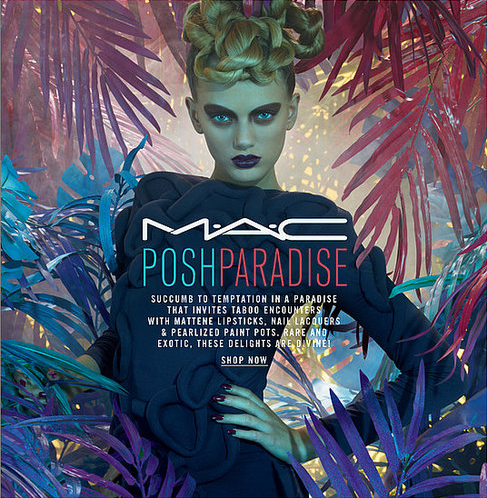 M·A·C
POSHPARADISE
SUCCUMB TO TEMPTATION IN A PARADISE
THAT INVITES TABOO ENCOUNTERS
WITH MATTENE LIPSTICKS, NAIL LACQUERS
& PEARLIZED PAINT POTS. RARE AND
EXOTIC, THESE DELIGHTS ARE DIVINE!
SHOP NOW